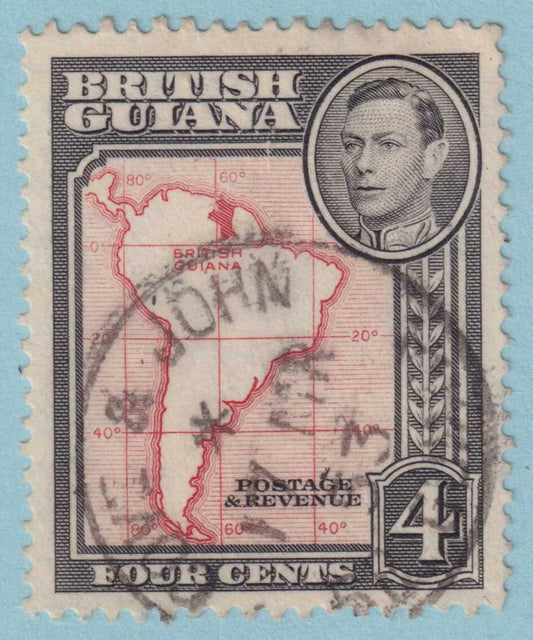 BRITISH
GUIANA
80° 60°
0°
BRITISH
GUIANA
JOHN
20° 20°
40° 40°
POSTAGE
& REVENUE
80° 60° 40°
4
FOUR CENTS